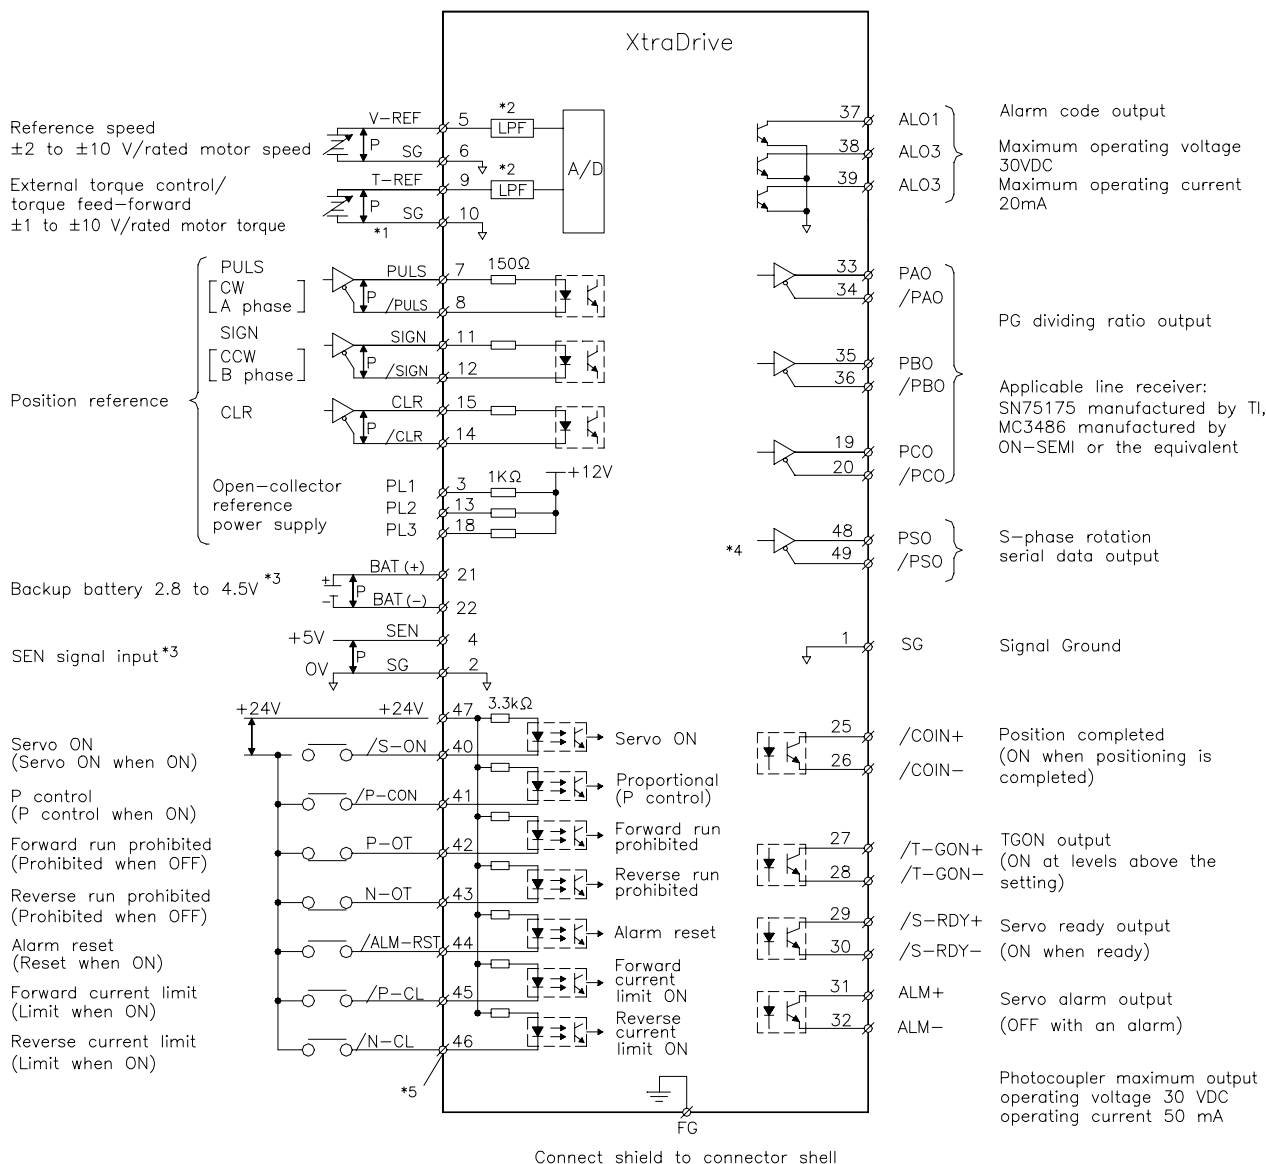 XtraDrive
Reference speed
±2 to ±10 V/rated motor speed
V-REF 5 *2
LPF
P
SG 6
External torque control/
torque feed-forward
±1 to ±10 V/rated motor torque
T-REF 9 *2
LPF
P
SG 10
*1
A/D
Position reference
PULS
CW
A phase
PULS 7 150Ω
P
/PULS 8
SIGN
CCW
B phase
SIGN 11
P
/SIGN 12
CLR
CLR 15
P
/CLR 14
Open-collector
reference
power supply
PL1 3 1KΩ
+12V
PL2 13
PL3 18
Backup battery 2.8 to 4.5V *3
+
-
BAT (+) 21
P
BAT (-) 22
SEN signal input *3
+5V SEN 4
P
0V SG 2
+24V +24V 47 3.3kΩ
Servo ON
(Servo ON when ON)
/S-ON 40
Servo ON
P control
(P control when ON)
/P-CON 41
Proportional
(P control)
Forward run prohibited
(Prohibited when OFF)
P-OT 42
Forward run
prohibited
Reverse run prohibited
(Prohibited when OFF)
N-OT 43
Reverse run
prohibited
Alarm reset
(Reset when ON)
/ALM-RST 44
Alarm reset
Forward current limit
(Limit when ON)
/P-CL 45
Forward
current
limit ON
Reverse current limit
(Limit when ON)
/N-CL 46
Reverse
current
limit ON
*5
37 ALO1
38 ALO3
39 ALO3
Alarm code output
Maximum operating voltage
30VDC
Maximum operating current
20mA
33 PAO
34 /PAO
35 PBO
36 /PBO
19 PCO
20 /PCO
PG dividing ratio output
Applicable line receiver:
SN75175 manufactured by TI,
MC3486 manufactured by
ON-SEMI or the equivalent
*4
48 PSO
49 /PSO
S-phase rotation
serial data output
1 SG Signal Ground
25 /COIN+
26 /COIN-
Position completed
(ON when positioning is
completed)
27 /T-GON+
28 /T-GON-
TGON output
(ON at levels above the
setting)
29 /S-RDY+
30 /S-RDY-
Servo ready output
(ON when ready)
31 ALM+
32 ALM-
Servo alarm output
(OFF with an alarm)
Photocoupler maximum output
operating voltage 30 VDC
operating current 50 mA
FG
Connect shield to connector shell